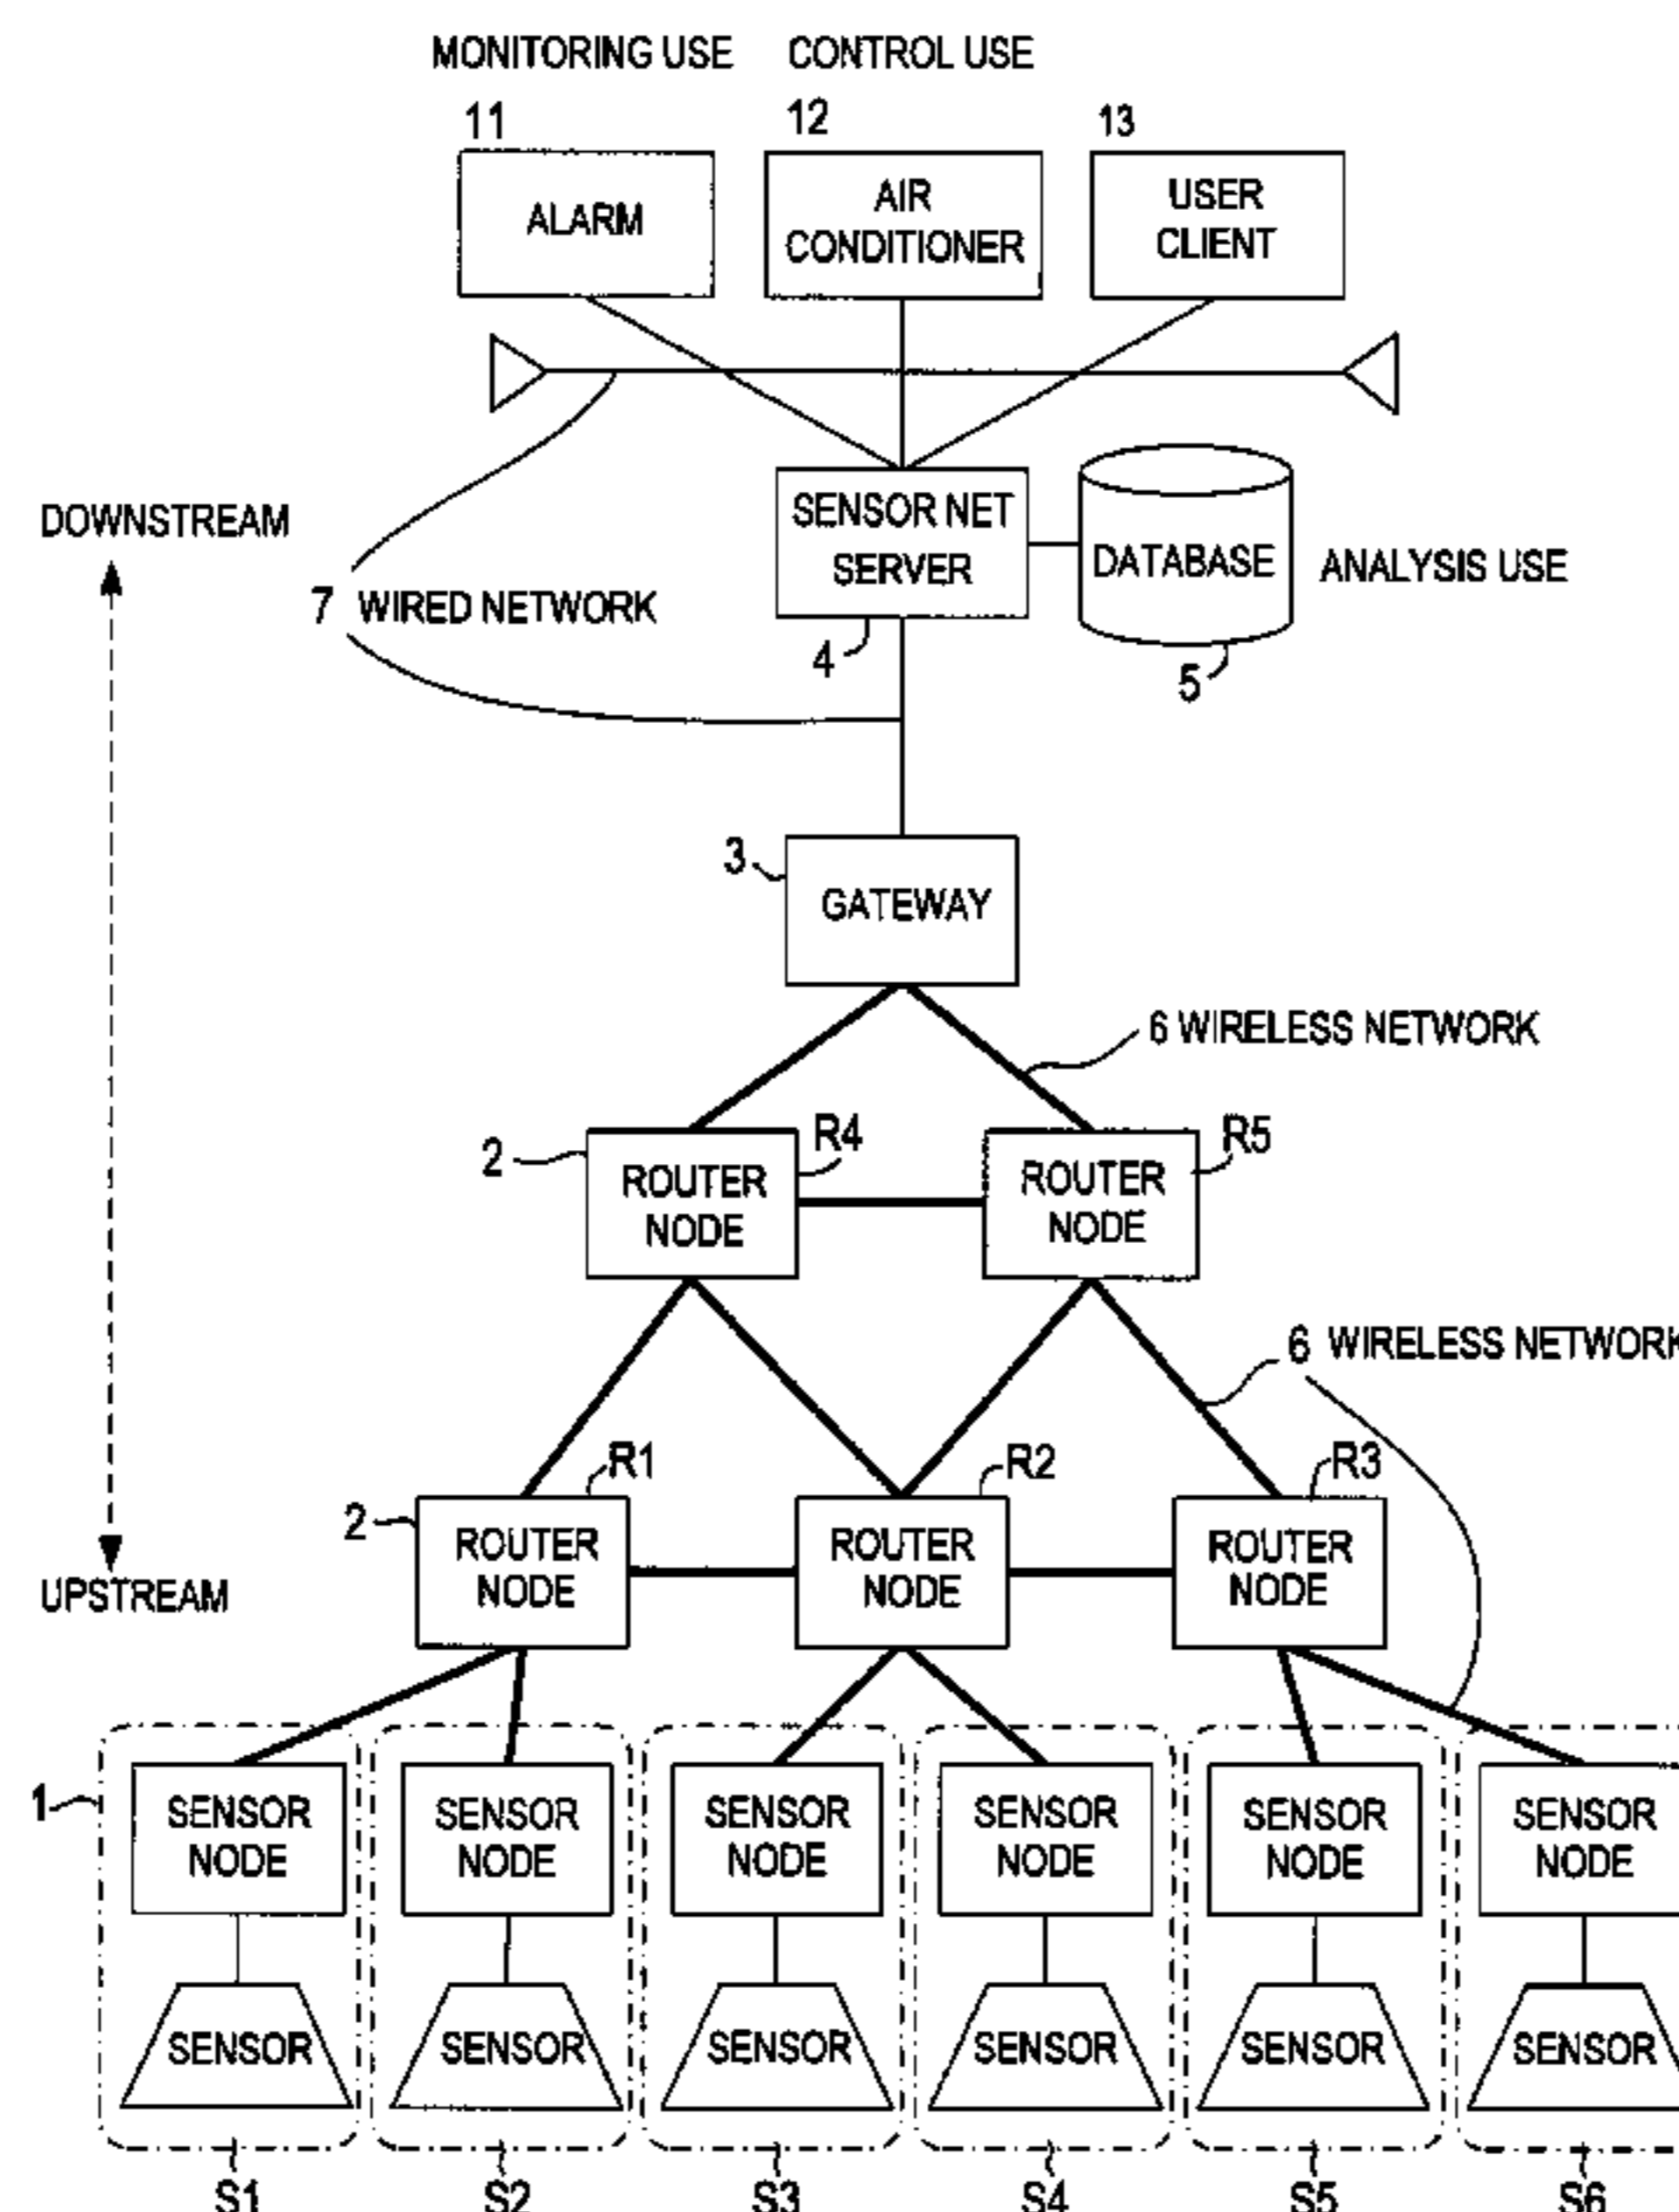 MONITORING USE CONTROL USE
11 12 13
ALARM
AIR
CONDITIONER
USER
CLIENT
DOWNSTREAM
7 WIRED NETWORK
SENSOR NET
SERVER
4
DATABASE
5
ANALYSIS USE
3
GATEWAY
6 WIRELESS NETWORK
2
ROUTER
NODE
R4
ROUTER
NODE
R5
6 WIRELESS NETWORK
UPSTREAM
2
ROUTER
NODE
R1
ROUTER
NODE
R2
ROUTER
NODE
R3
1
SENSOR
NODE
SENSOR
NODE
SENSOR
NODE
SENSOR
NODE
SENSOR
NODE
SENSOR
NODE
SENSOR SENSOR SENSOR SENSOR SENSOR SENSOR
S1 S2 S3 S4 S5 S6